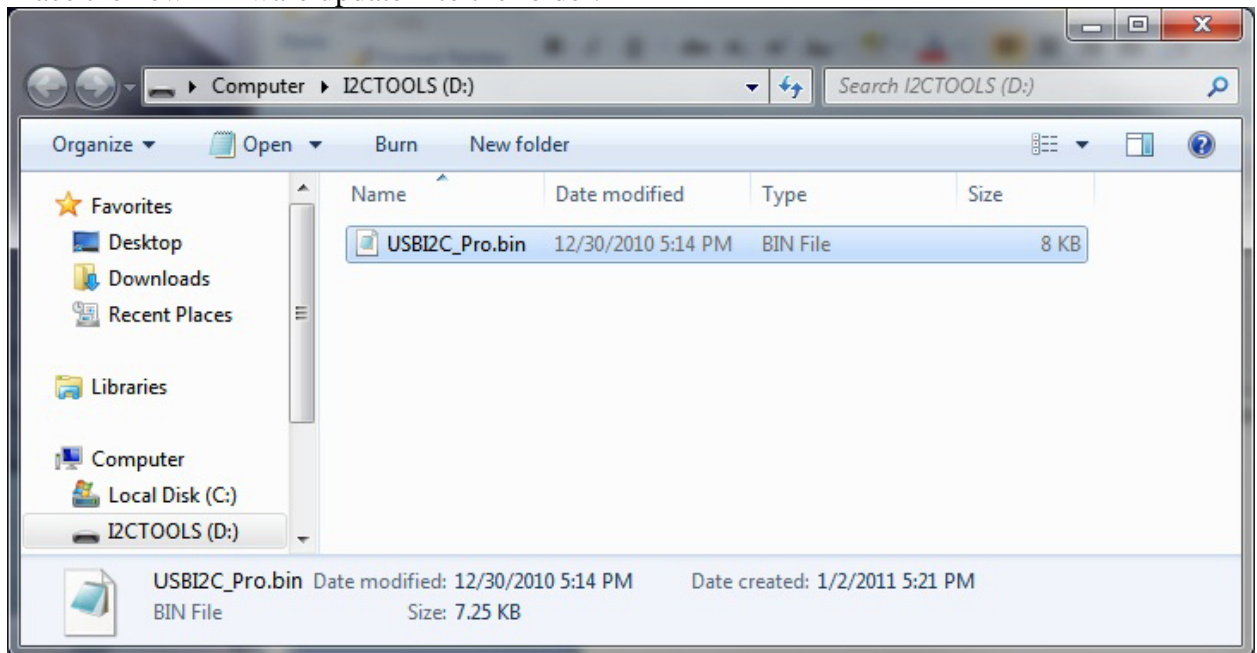 Computer ▸ I2CTOOLS (D:)
Search I2CTOOLS (D:)
Organize Open Burn New folder
Name Date modified Type Size
USBI2C_Pro.bin 12/30/2010 5:14 PM BIN File 8 KB
Favorites
Desktop
Downloads
Recent Places
Libraries
Computer
Local Disk (C:)
I2CTOOLS (D:)
USBI2C_Pro.bin Date modified: 12/30/2010 5:14 PM Date created: 1/2/2011 5:21 PM
BIN File Size: 7.25 KB